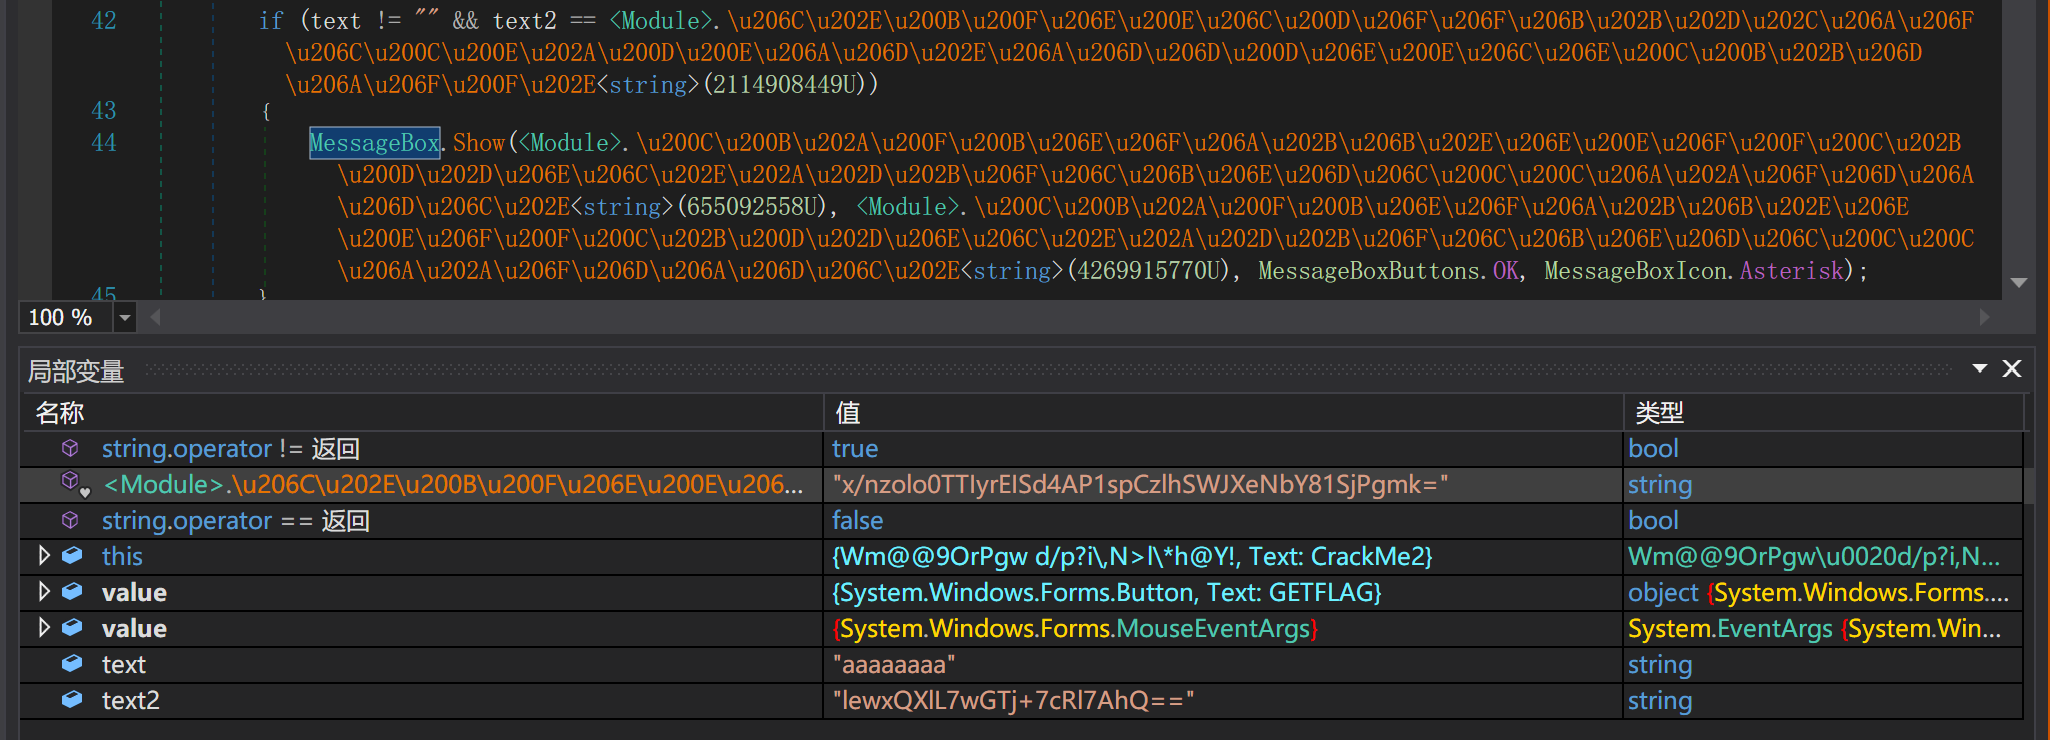 42 if (text != "" && text2 == <Module>.\u206C\u202E\u200B\u200F\u206E\u200E\u206C\u200D\u206F\u206F\u206B\u202B\u202D\u202C\u206A\u206F
\u206C\u200C\u200E\u202A\u200D\u200E\u206A\u206D\u202E\u206A\u206D\u206D\u200D\u206E\u200E\u206C\u206E\u200C\u200B\u202B\u206D
\u206A\u206F\u200F\u202E<string>(2114908449U))
43 {
44 MessageBox.Show(<Module>.\u200C\u200B\u202A\u200F\u200B\u206E\u206F\u206A\u202B\u206B\u202E\u206E\u200E\u206F\u200F\u200C\u202B
\u200D\u202D\u206E\u206C\u202E\u202A\u202D\u202B\u206F\u206C\u206B\u206E\u206D\u206C\u200C\u200C\u206A\u202A\u206F\u206D\u206A
\u206D\u206C\u202E<string>(655092558U), <Module>.\u200C\u200B\u202A\u200F\u200B\u206E\u206F\u206A\u202B\u206B\u202E\u206E
\u200E\u206F\u200F\u200C\u202B\u200D\u202D\u206E\u206C\u202E\u202A\u202D\u202B\u206F\u206C\u206B\u206E\u206D\u206C\u200C\u200C
\u206A\u202A\u206F\u206D\u206A\u206D\u206C\u202E<string>(4269915770U), MessageBoxButtons.OK, MessageBoxIcon.Asterisk);
45 }
100 %
局部变量
名称 值 类型
string.operator != 返回 true bool
<Module>.\u206C\u202E\u200B\u200F\u206E\u200E\u206... "x/nzolo0TTIyrEISd4AP1spCzlhSWJXeNbY81SjPgmk=" string
string.operator == 返回 false bool
this {Wm@@9OrPgw d/p?i\,N>l\*h@Y!, Text: CrackMe2} Wm@@9OrPgw\u0020d/p?i,N...
value {System.Windows.Forms.Button, Text: GETFLAG} object {System.Windows.Forms....
value {System.Windows.Forms.MouseEventArgs} System.EventArgs {System.Win...
text "aaaaaaaa" string
text2 "lewxQXlL7wGTj+7cRl7AhQ==" string